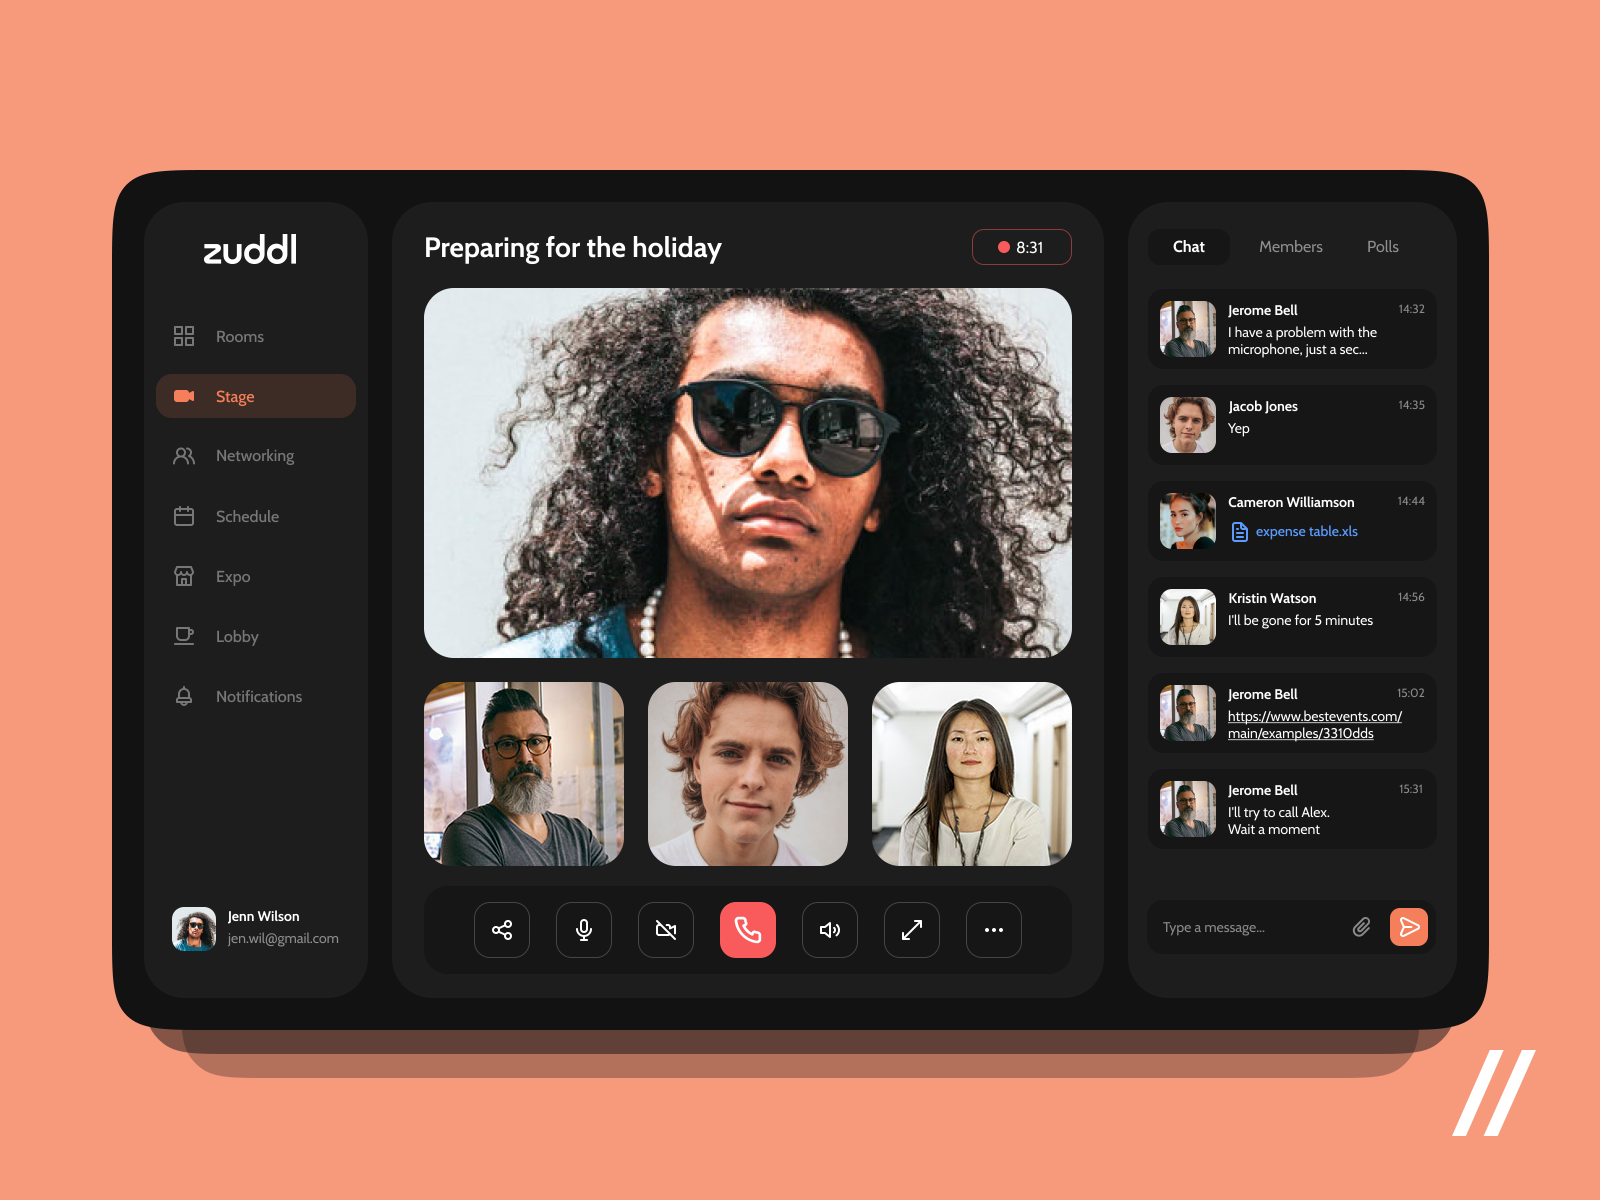 zuddl
Rooms
Stage
Networking
Schedule
Expo
Lobby
Notifications
Jenn Wilson
jen.wil@gmail.com
Preparing for the holiday
8:31
Chat
Members
Polls
Jerome Bell
14:32
I have a problem with the
microphone, just a sec...
Jacob Jones
14:35
Yep
Cameron Williamson
14:44
expense table.xls
Kristin Watson
14:56
I'll be gone for 5 minutes
Jerome Bell
15:02
https://www.bestevents.com/
main/examples/3310dds
Jerome Bell
15:31
I'll try to call Alex.
Wait a moment
Type a message...